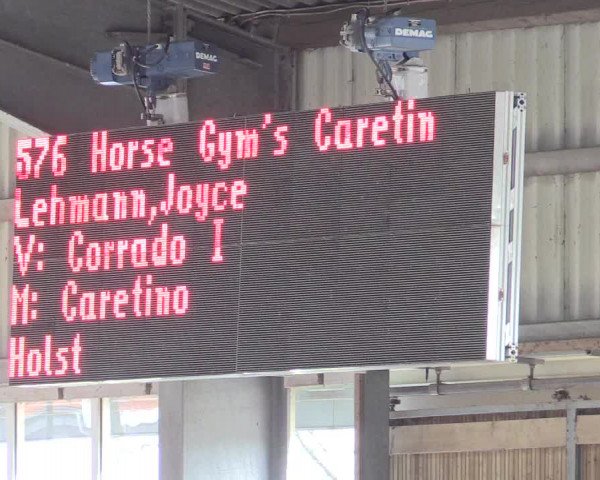 DEMAG
DEMAG
576 Horse Gym's Caretin
Lehmann,Joyce
V: Corrado I
M: Caretino
Holst